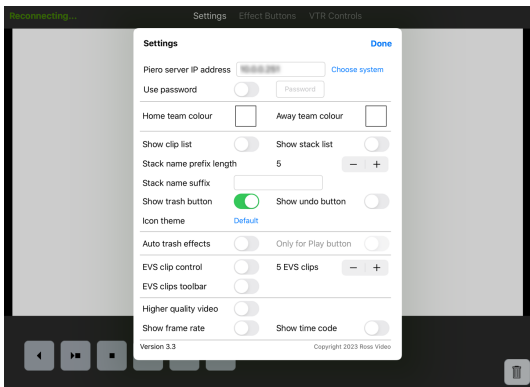 Reconnecting...
Settings Effect Buttons VTR Controls
Settings Done
Piero server IP address Choose system
Use password Password
Home team colour Away team colour
Show clip list Show stack list
Stack name prefix length 5 − +
Stack name suffix
Show trash button Show undo button
Icon theme Default
Auto trash effects Only for Play button
EVS clip control 5 EVS clips − +
EVS clips toolbar
Higher quality video
Show frame rate Show time code
Version 3.3 Copyright 2023 Ross Video